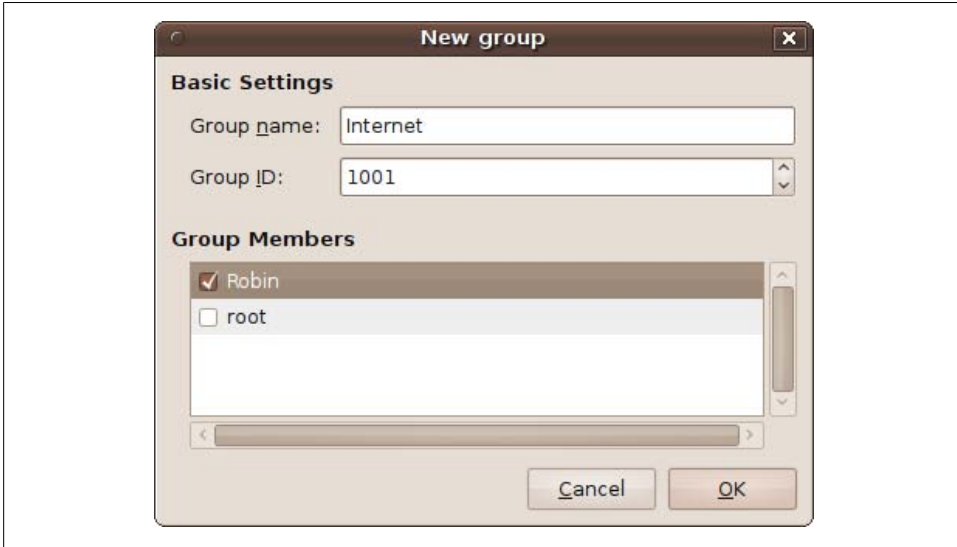 New group
Basic Settings
Group name: Internet
Group ID: 1001
Group Members
Robin
root
Cancel OK